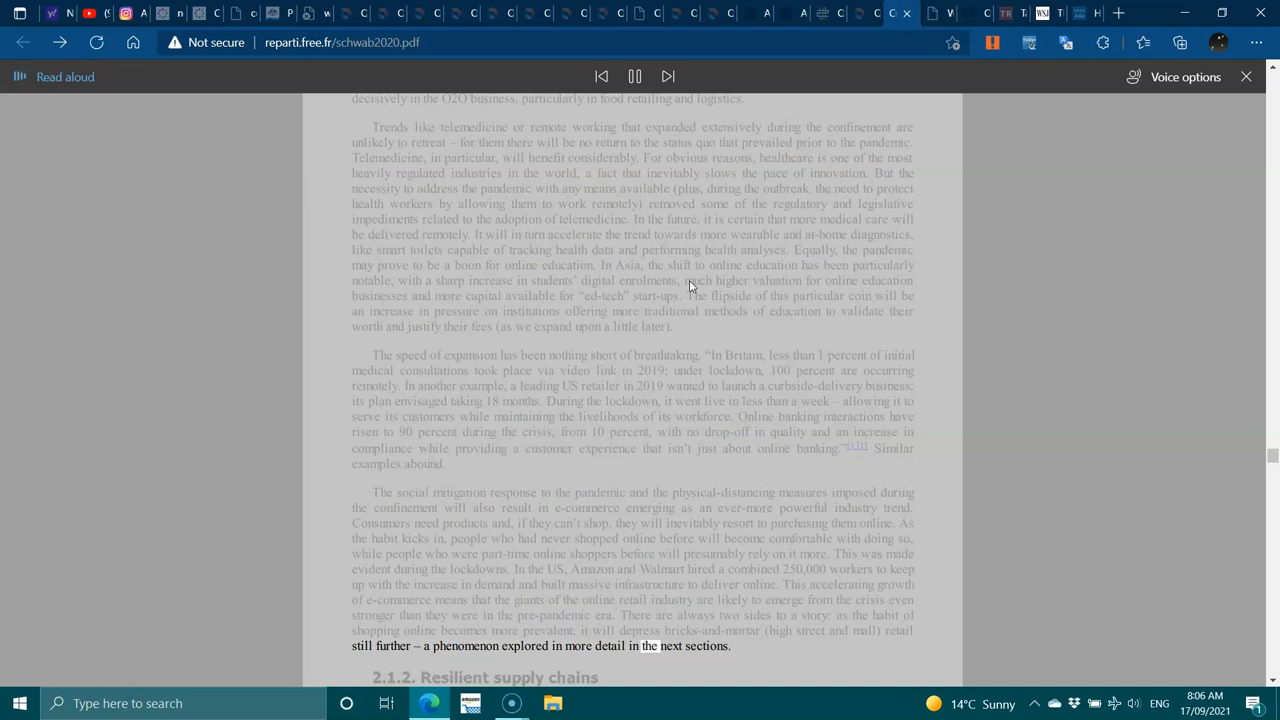 Not secure | reparti.free.fr/schwab2020.pdf
Read aloud
Voice options
decisively in the O2O business, particularly in food retailing and logistics.
Trends like telemedicine or remote working that expanded extensively during the confinement are
unlikely to retreat – for them there will be no return to the status quo that prevailed prior to the pandemic.
Telemedicine, in particular, will benefit considerably. For obvious reasons, healthcare is one of the most
heavily regulated industries in the world, a fact that inevitably slows the pace of innovation. But the
necessity to address the pandemic with any means available (plus, during the outbreak, the need to protect
health workers by allowing them to work remotely) removed some of the regulatory and legislative
impediments related to the adoption of telemedicine. In the future, it is certain that more medical care will
be delivered remotely. It will in turn accelerate the trend towards more wearable and at-home diagnostics,
like smart toilets capable of tracking health data and performing health analyses. Equally, the pandemic
may prove to be a boon for online education. In Asia, the shift to online education has been particularly
notable, with a sharp increase in students’ digital enrolments, much higher valuation for online education
businesses and more capital available for “ed-tech” start-ups. The flipside of this particular coin will be
an increase in pressure on institutions offering more traditional methods of education to validate their
worth and justify their fees (as we expand upon a little later).
The speed of expansion has been nothing short of breathtaking. “In Britain, less than 1 percent of initial
medical consultations took place via video link in 2019; under lockdown, 100 percent are occurring
remotely. In another example, a leading US retailer in 2019 wanted to launch a curbside-delivery business;
its plan envisaged taking 18 months. During the lockdown, it went live in less than a week – allowing it to
serve its customers while maintaining the livelihoods of its workforce. Online banking interactions have
risen to 90 percent during the crisis, from 10 percent, with no drop-off in quality and an increase in
compliance while providing a customer experience that isn’t just about online banking.”[131] Similar
examples abound.
The social mitigation response to the pandemic and the physical-distancing measures imposed during
the confinement will also result in e-commerce emerging as an ever-more powerful industry trend.
Consumers need products and, if they can’t shop, they will inevitably resort to purchasing them online. As
the habit kicks in, people who had never shopped online before will become comfortable with doing so,
while people who were part-time online shoppers before will presumably rely on it more. This was made
evident during the lockdowns. In the US, Amazon and Walmart hired a combined 250,000 workers to keep
up with the increase in demand and built massive infrastructure to deliver online. This accelerating growth
of e-commerce means that the giants of the online retail industry are likely to emerge from the crisis even
stronger than they were in the pre-pandemic era. There are always two sides to a story: as the habit of
shopping online becomes more prevalent, it will depress bricks-and-mortar (high street and mall) retail
still further – a phenomenon explored in more detail in the next sections.
2.1.2. Resilient supply chains
Type here to search
14°C Sunny
ENG
8:06 AM
17/09/2021